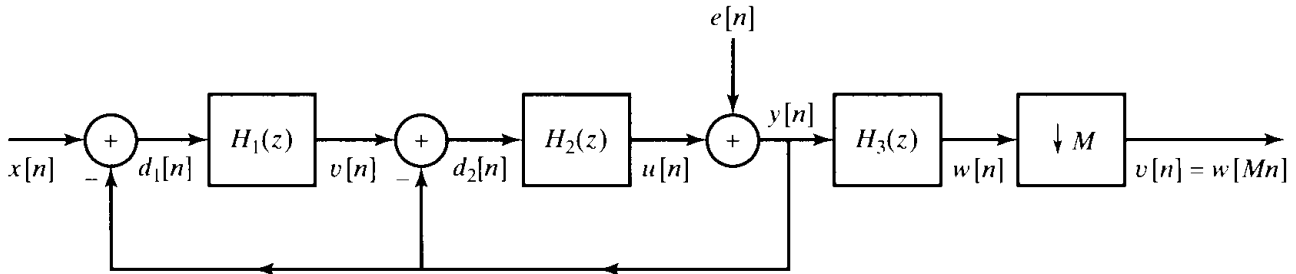 e[n]
y[n]
+ H₁(z) + H₂(z) + H₃(z) ↓ M
x[n] − d₁[n] v[n] − d₂[n] u[n] w[n] v[n] = w[Mn]